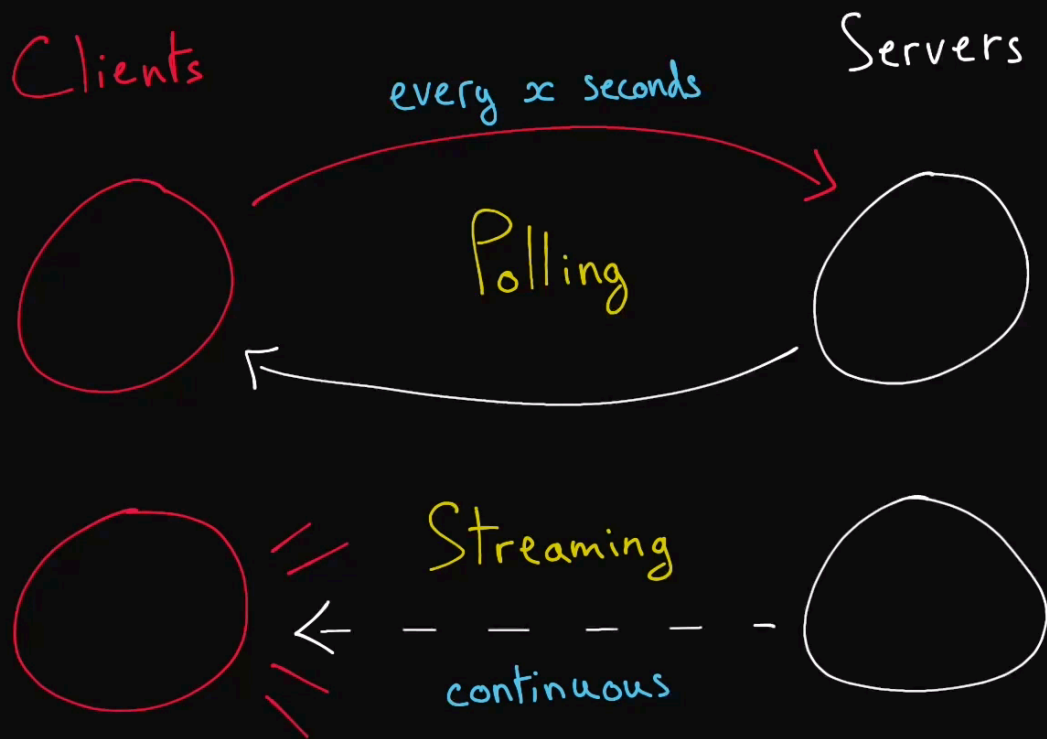 Clients
Servers
every x seconds
Polling
Streaming
continuous